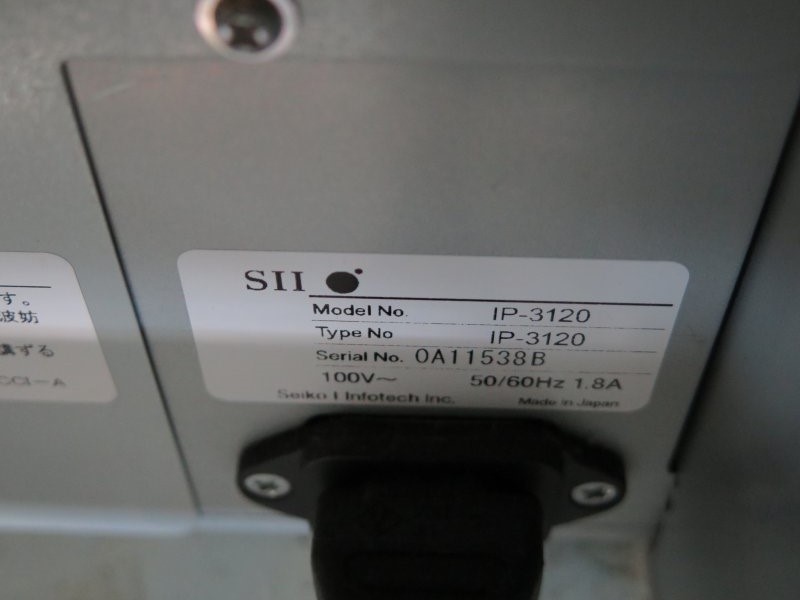 SII
Model No. IP-3120
Type No IP-3120
Serial No. 0A11538B
100V～ 50/60Hz 1.8A
Seiko I Infotech Inc. Made in Japan
す。
波妨
講ずる
CCI-A